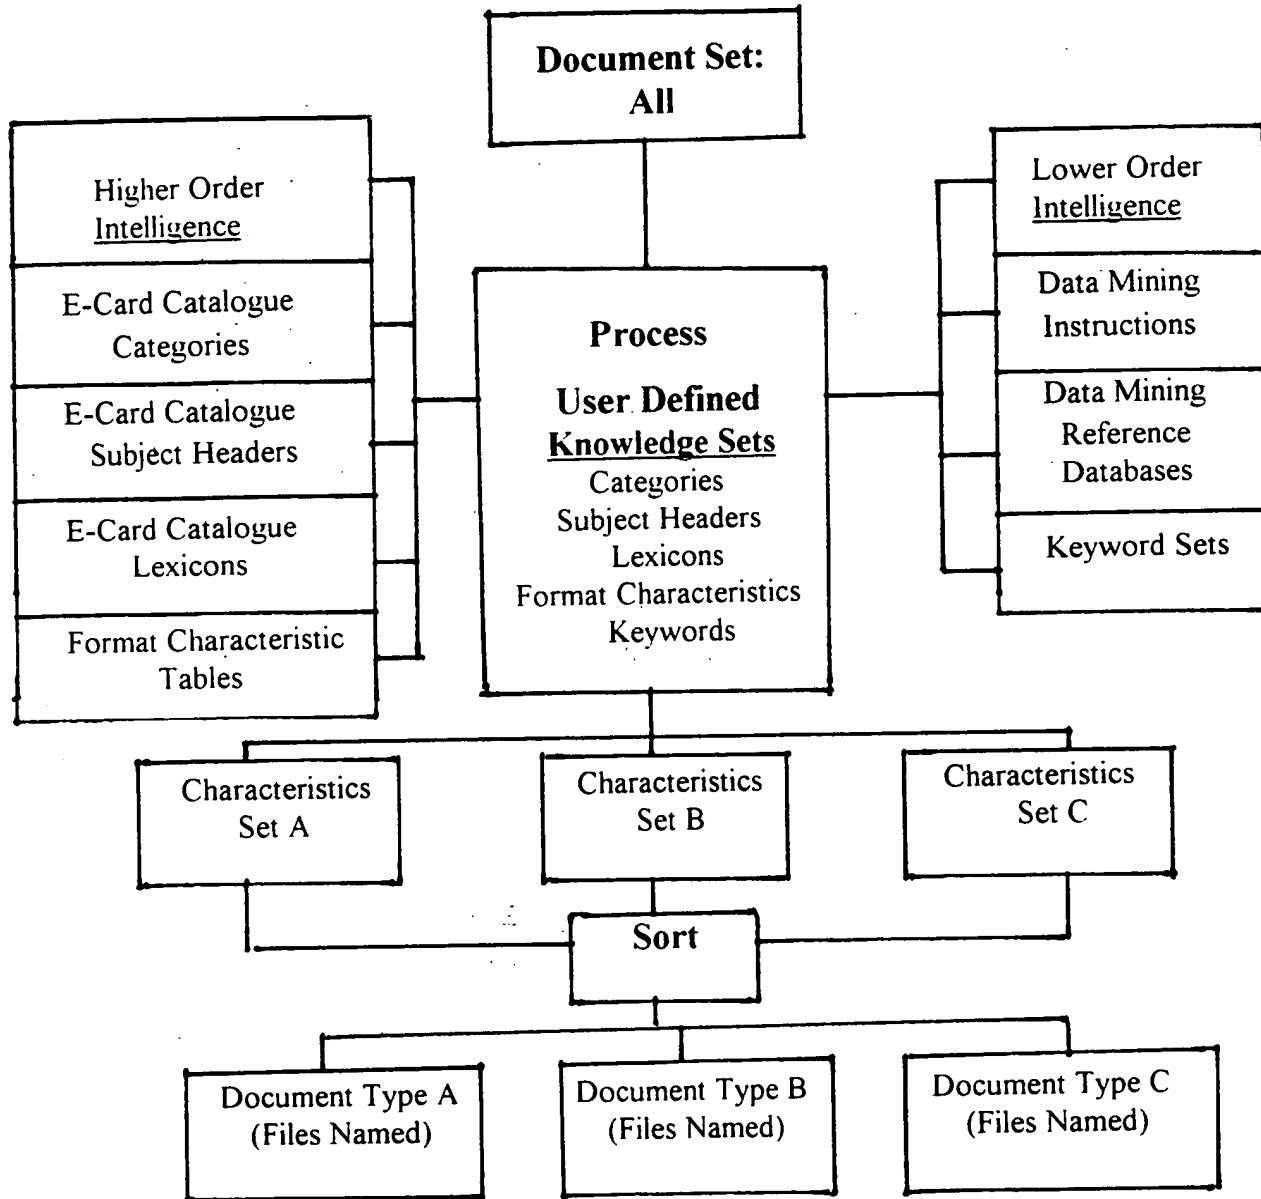 Document Set:
All
Higher Order
Intelligence
E-Card Catalogue
Categories
E-Card Catalogue
Subject Headers
E-Card Catalogue
Lexicons
Format Characteristic
Tables
Process
User Defined
Knowledge Sets
Categories
Subject Headers
Lexicons
Format Characteristics
Keywords
Lower Order
Intelligence
Data Mining
Instructions
Data Mining
Reference
Databases
Keyword Sets
Characteristics
Set A
Characteristics
Set B
Characteristics
Set C
Sort
Document Type A
(Files Named)
Document Type B
(Files Named)
Document Type C
(Files Named)